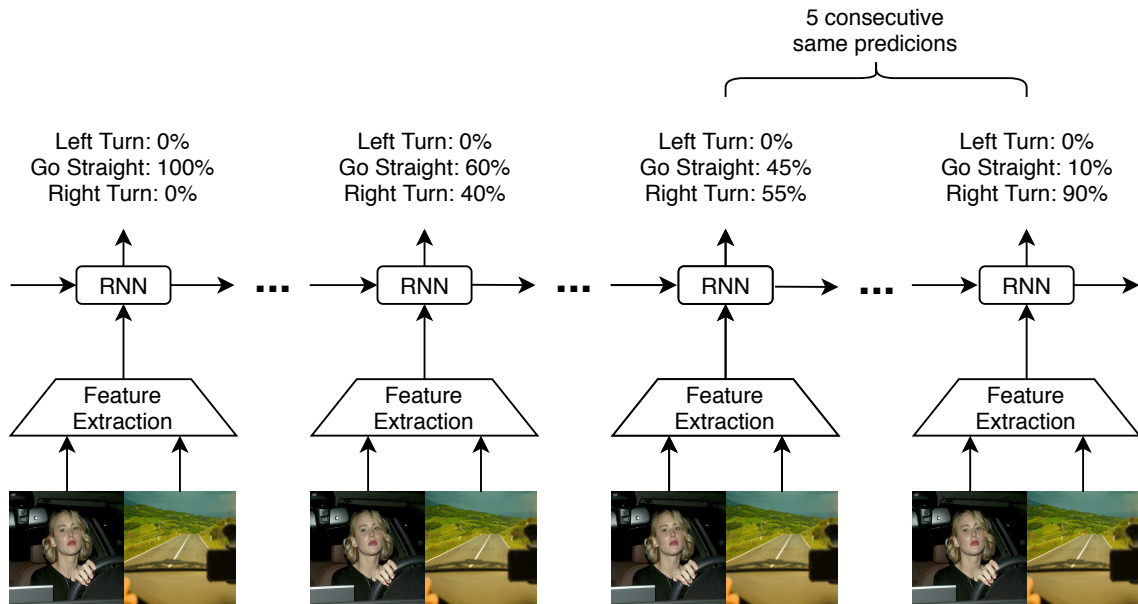 5 consecutive
same predicions
Left Turn: 0%
Go Straight: 100%
Right Turn: 0%
Left Turn: 0%
Go Straight: 60%
Right Turn: 40%
Left Turn: 0%
Go Straight: 45%
Right Turn: 55%
Left Turn: 0%
Go Straight: 10%
Right Turn: 90%
RNN
...
RNN
...
RNN
...
RNN
Feature
Extraction
Feature
Extraction
Feature
Extraction
Feature
Extraction